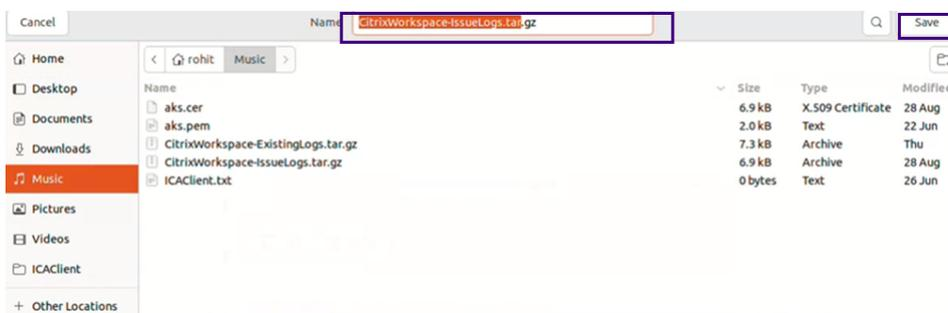 Cancel Name CitrixWorkspace-IssueLogs.tar.gz Save
Home
rohit Music
Desktop
Name Size Type Modified
Documents
aks.cer 6.9 kB X.509 Certificate 28 Aug
aks.pem 2.0 kB Text 22 Jun
Downloads
CitrixWorkspace-ExistingLogs.tar.gz 7.3 kB Archive Thu
CitrixWorkspace-IssueLogs.tar.gz 6.9 kB Archive 28 Aug
Music
ICAClient.txt 0 bytes Text 26 Jun
Pictures
Videos
ICAClient
+ Other Locations